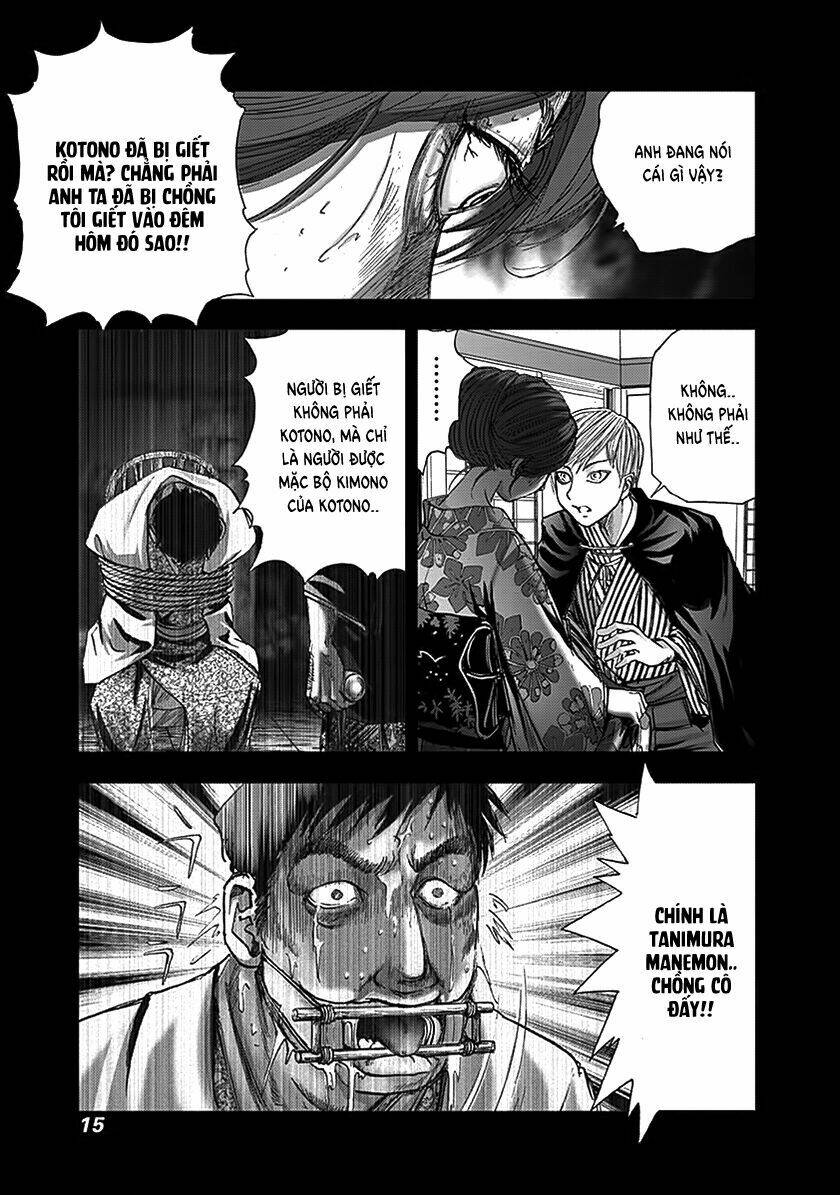 ANH ĐANG NÓI
CÁI GÌ VẬY?
KOTONO ĐÃ BỊ GIẾT
RỒI MÀ? CHẲNG PHẢI
ANH TA ĐÃ BỊ CHỒNG
TÔI GIẾT VÀO ĐÊM
HÔM ĐÓ SAO!!
KHÔNG..
KHÔNG PHẢI
NHƯ THẾ..
........
NGƯỜI BỊ GIẾT
KHÔNG PHẢI
KOTONO, MÀ CHỈ
LÀ NGƯỜI ĐƯỢC
MẶC BỘ KIMONO
CỦA KOTONO..
CHÍNH LÀ
TANIMURA
MANEMON..
CHỒNG CÔ
ĐẤY!!
15